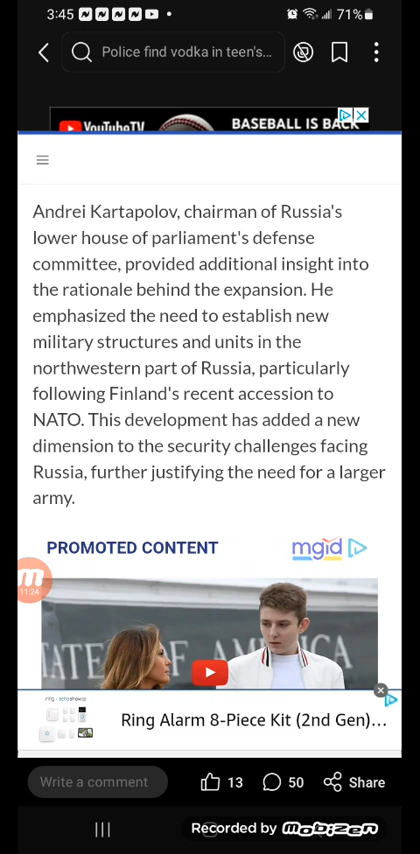 3:45
71%
Police find vodka in teen's...
YouTubeTV
BASEBALL IS BACK
Andrei Kartapolov, chairman of Russia's
lower house of parliament's defense
committee, provided additional insight into
the rationale behind the expansion. He
emphasized the need to establish new
military structures and units in the
northwestern part of Russia, particularly
following Finland's recent accession to
NATO. This development has added a new
dimension to the security challenges facing
Russia, further justifying the need for a larger
army.
PROMOTED CONTENT
mgid
11:24
TATE OF AMERICA
Ring Alarm 8-Piece Kit (2nd Gen)...
Write a comment
13
50
Share
Recorded by mobizen